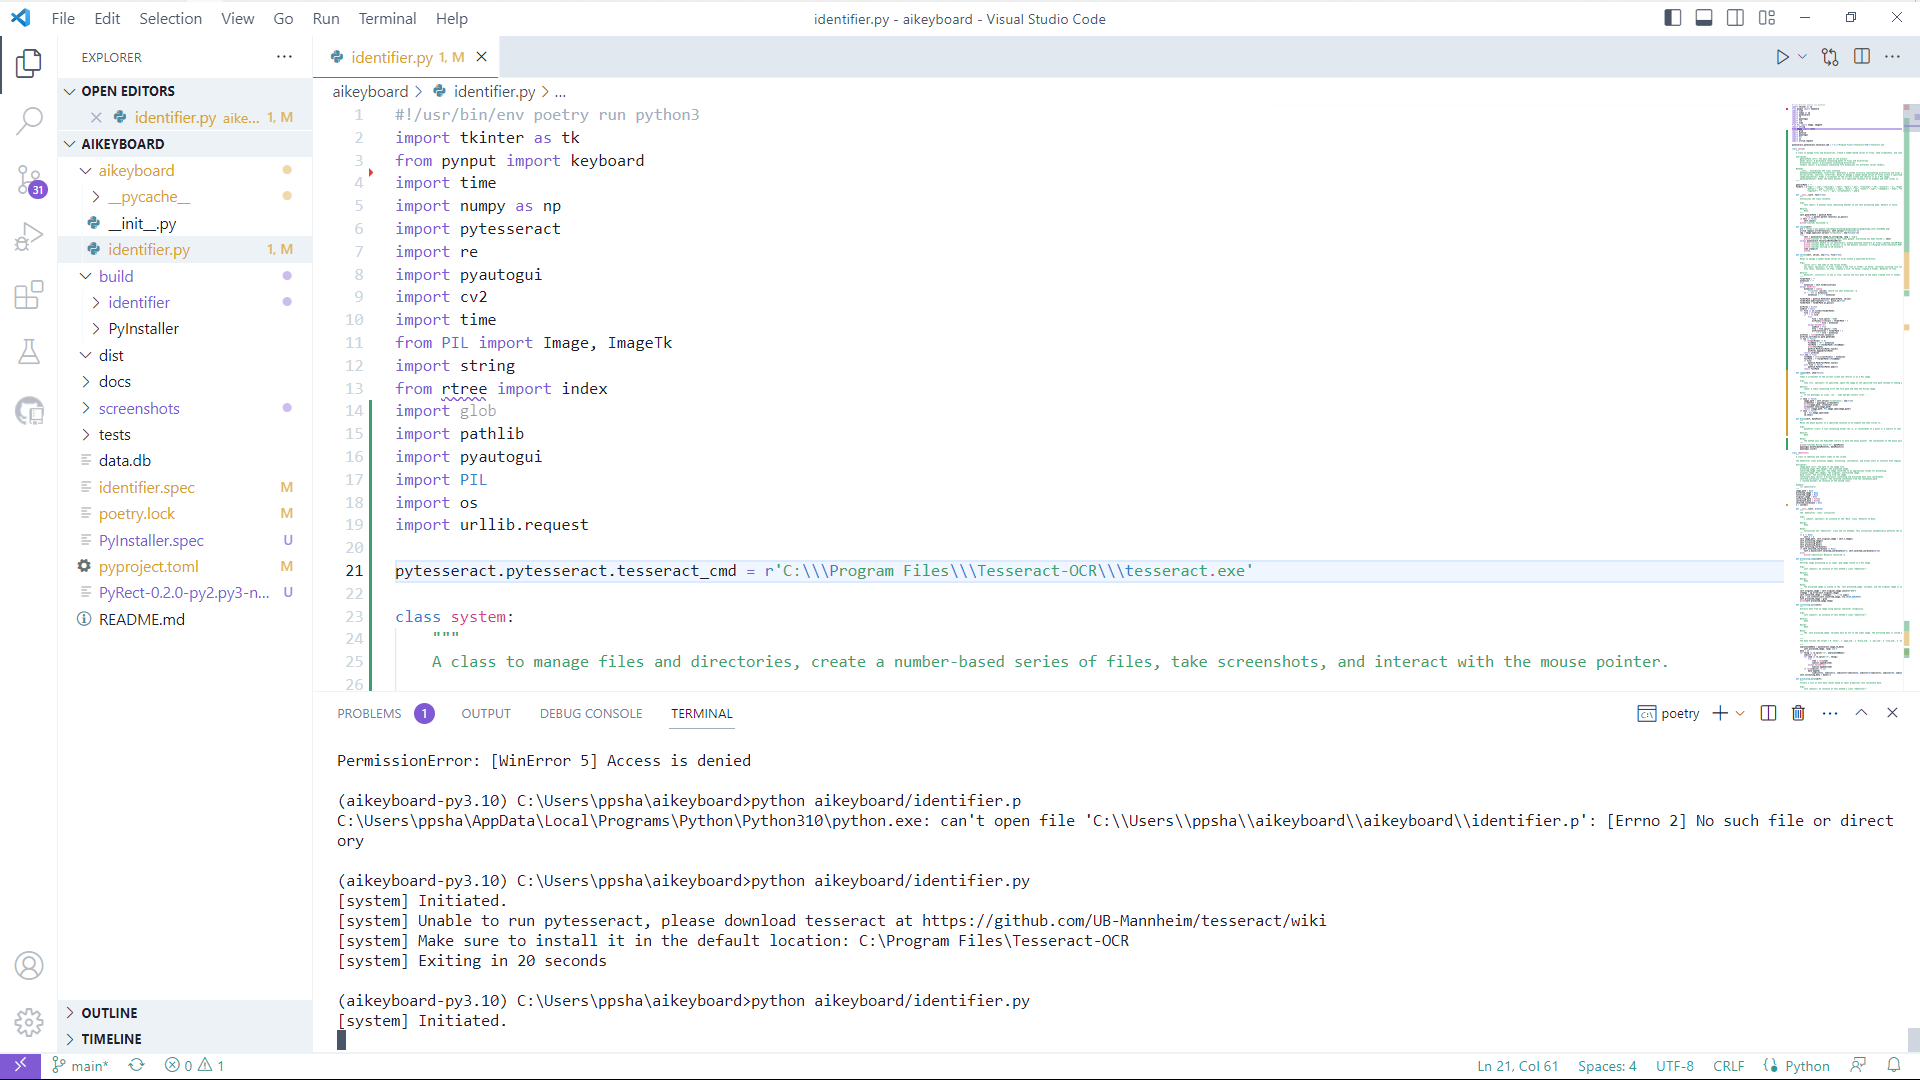 File Edit Selection View Go Run Terminal Help
identifier.py - aikeyboard - Visual Studio Code
EXPLORER
OPEN EDITORS
identifier.py aike... 1, M
AIKEYBOARD
aikeyboard
__pycache__
__init__.py
identifier.py 1, M
build
identifier
PyInstaller
dist
docs
screenshots
tests
data.db
identifier.spec M
poetry.lock M
PyInstaller.spec U
pyproject.toml M
PyRect-0.2.0-py2.py3-n... U
README.md
OUTLINE
TIMELINE
31
identifier.py 1, M
aikeyboard > identifier.py > ...
1 #!/usr/bin/env poetry run python3
2 import tkinter as tk
3 from pynput import keyboard
4 import time
5 import numpy as np
6 import pytesseract
7 import re
8 import pyautogui
9 import cv2
10 import time
11 from PIL import Image, ImageTk
12 import string
13 from rtree import index
14 import glob
15 import pathlib
16 import pyautogui
17 import PIL
18 import os
19 import urllib.request
20
21 pytesseract.pytesseract.tesseract_cmd = r'C:\\\Program Files\\\Tesseract-OCR\\\tesseract.exe'
22
23 class system:
24 """
25 A class to manage files and directories, create a number-based series of files, take screenshots, and interact with the mouse pointer.
26
PROBLEMS 1 OUTPUT DEBUG CONSOLE TERMINAL
poetry
PermissionError: [WinError 5] Access is denied
(aikeyboard-py3.10) C:\Users\ppsha\aikeyboard>python aikeyboard/identifier.p
C:\Users\ppsha\AppData\Local\Programs\Python\Python310\python.exe: can't open file 'C:\\Users\\ppsha\\aikeyboard\\aikeyboard\\identifier.p': [Errno 2] No such file or direct
ory
(aikeyboard-py3.10) C:\Users\ppsha\aikeyboard>python aikeyboard/identifier.py
[system] Initiated.
[system] Unable to run pytesseract, please download tesseract at https://github.com/UB-Mannheim/tesseract/wiki
[system] Make sure to install it in the default location: C:\Program Files\Tesseract-OCR
[system] Exiting in 20 seconds
(aikeyboard-py3.10) C:\Users\ppsha\aikeyboard>python aikeyboard/identifier.py
[system] Initiated.
main* 0 1
Ln 21, Col 61 Spaces: 4 UTF-8 CRLF Python